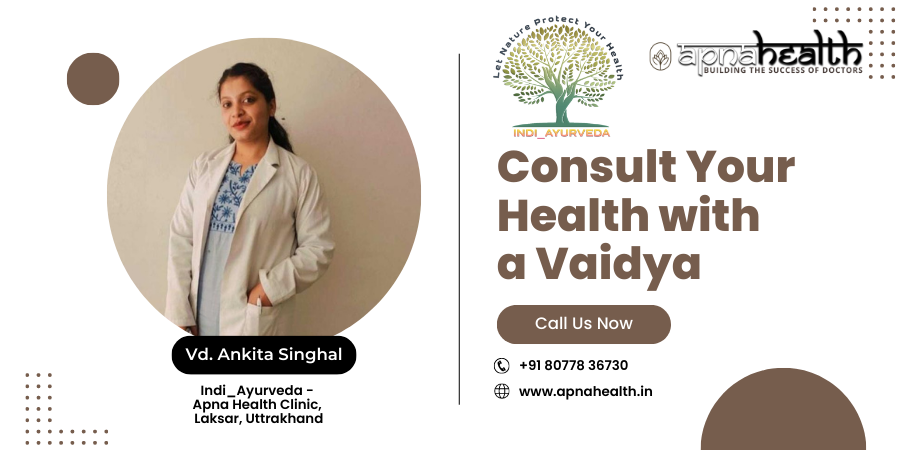 Vd. Ankita Singhal
Indi_Ayurveda -
Apna Health Clinic,
Laksar, Uttrakhand
Let Nature Protect Your Health
INDI_AYURVEDA
apnahealth
BUILDING THE SUCCESS OF DOCTORS
Consult Your
Health with
a Vaidya
Call Us Now
+91 80778 36730
www.apnahealth.in